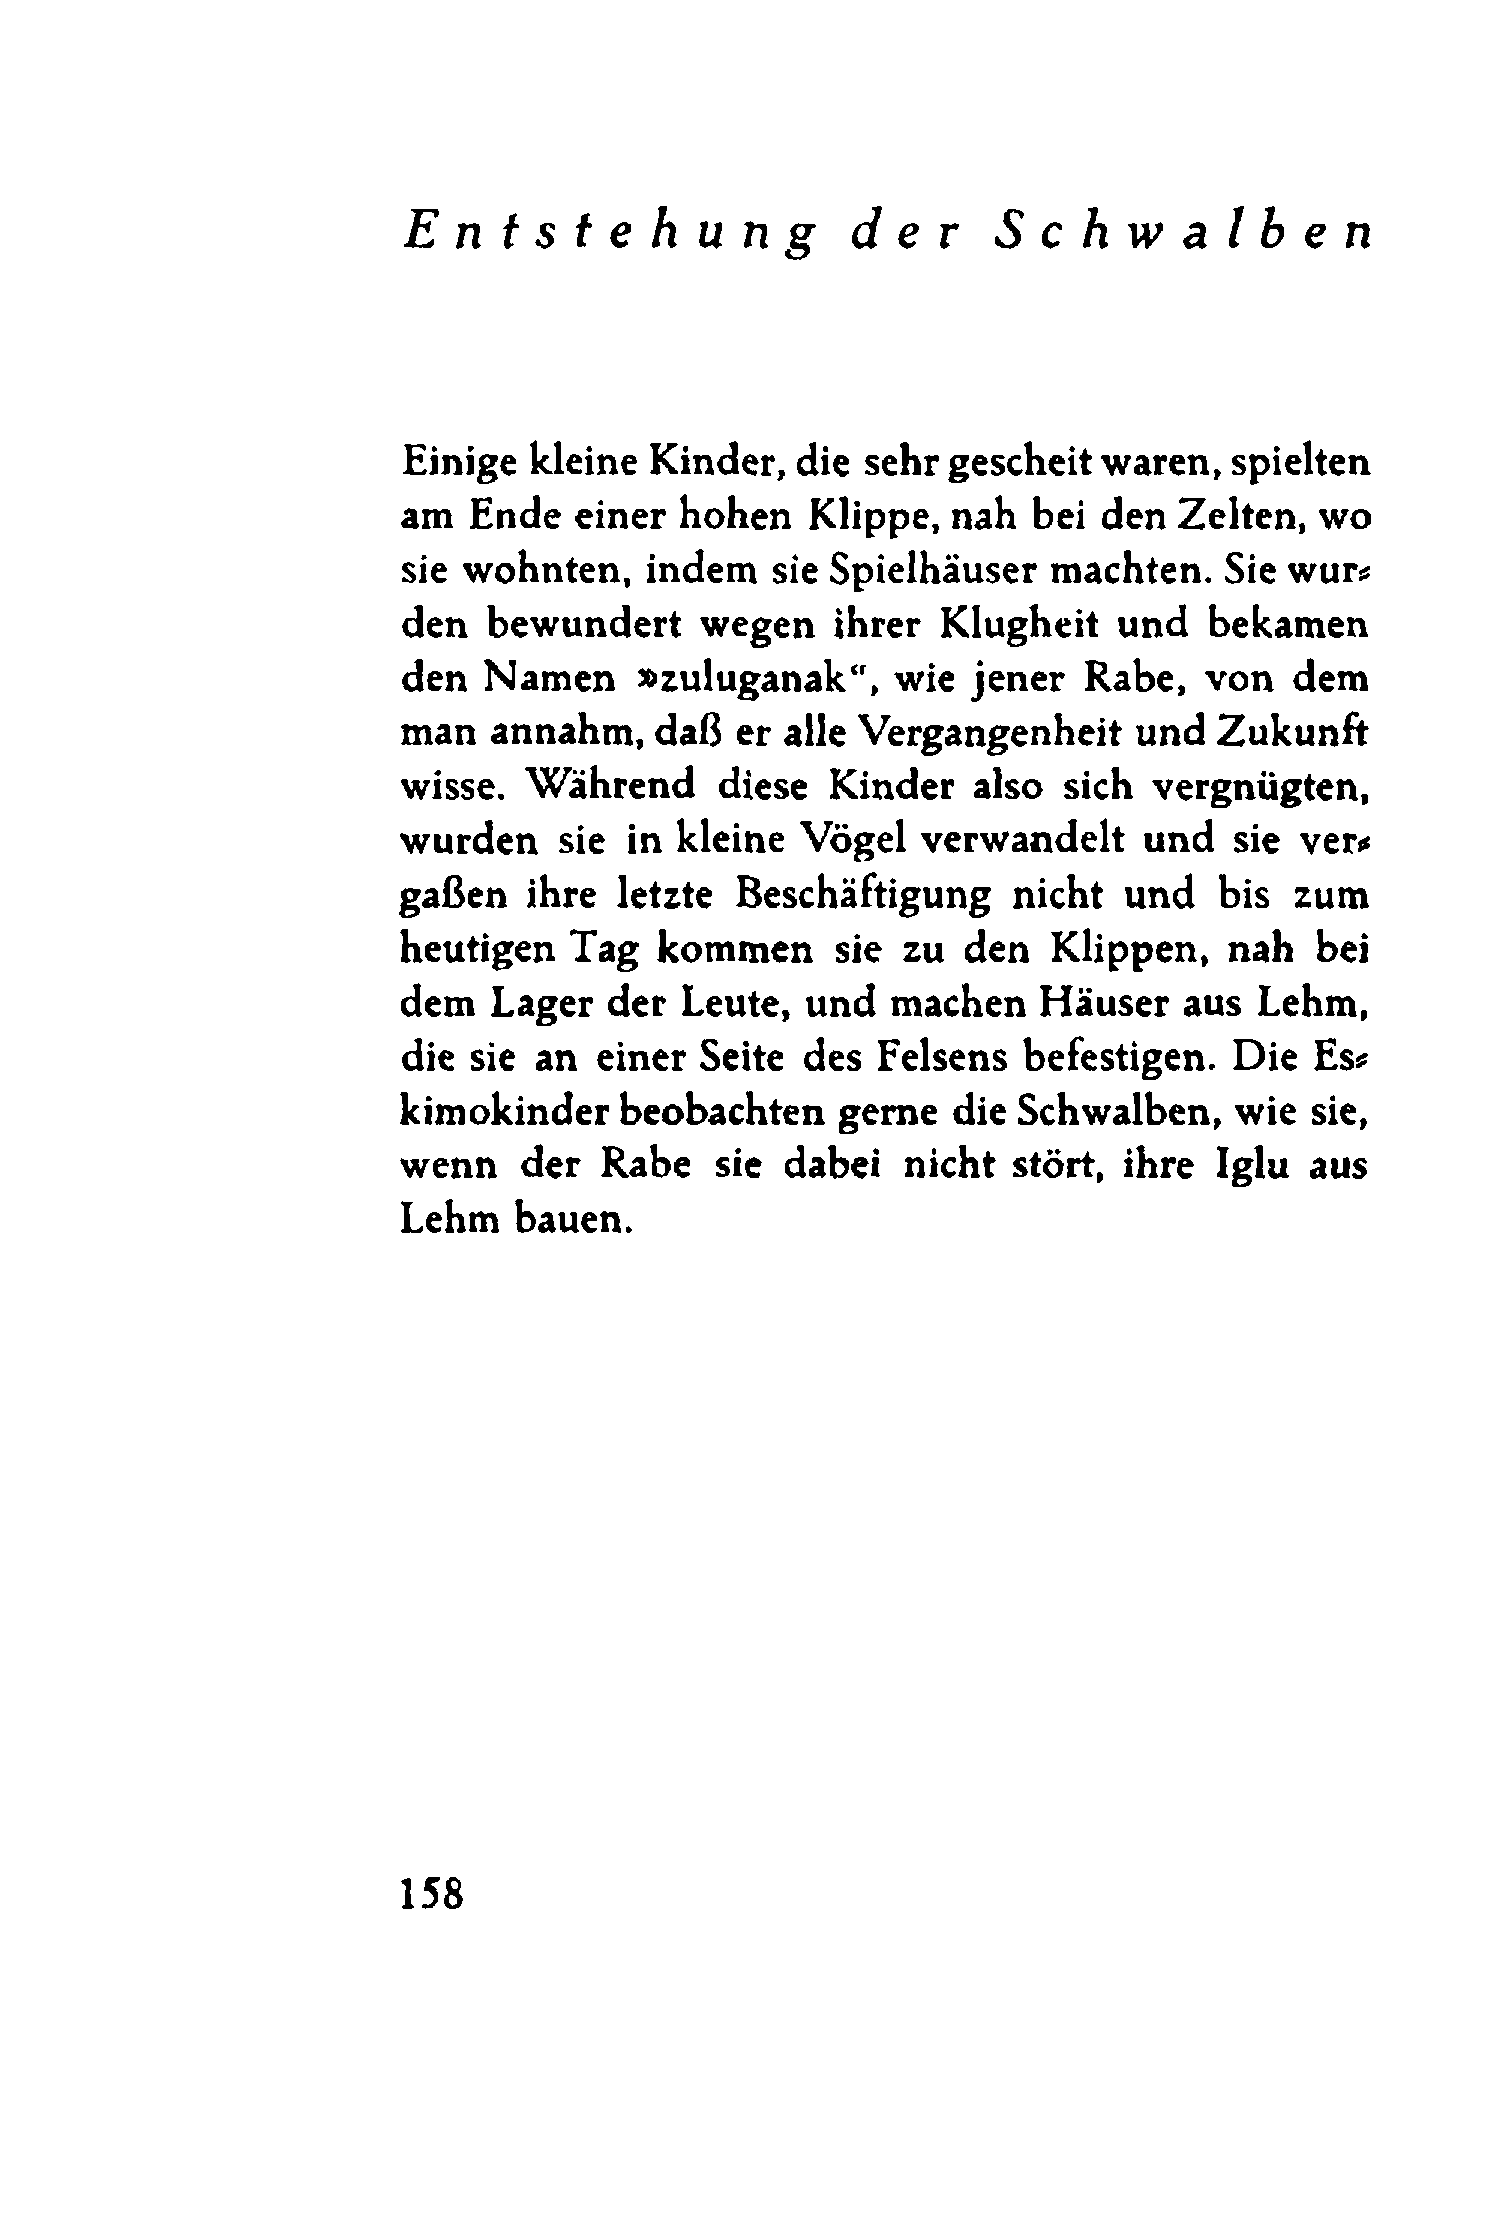 Entstehung der Schwalben
Einige kleine Kinder, die sehr gescheit waren, spielten
am Ende einer hohen Klippe, nah bei den Zelten, wo
sie wohnten, indem sie Spielhäuser machten. Sie wur⸗
den bewundert wegen ihrer Klugheit und bekamen
den Namen »zuluganak“, wie jener Rabe, von dem
man annahm, daß er alle Vergangenheit und Zukunft
wisse. Während diese Kinder also sich vergnügten,
wurden sie in kleine Vögel verwandelt und sie ver⸗
gaßen ihre letzte Beschäftigung nicht und bis zum
heutigen Tag kommen sie zu den Klippen, nah bei
dem Lager der Leute, und machen Häuser aus Lehm,
die sie an einer Seite des Felsens befestigen. Die Es⸗
kimokinder beobachten gerne die Schwalben, wie sie,
wenn der Rabe sie dabei nicht stört, ihre Iglu aus
Lehm bauen.
158